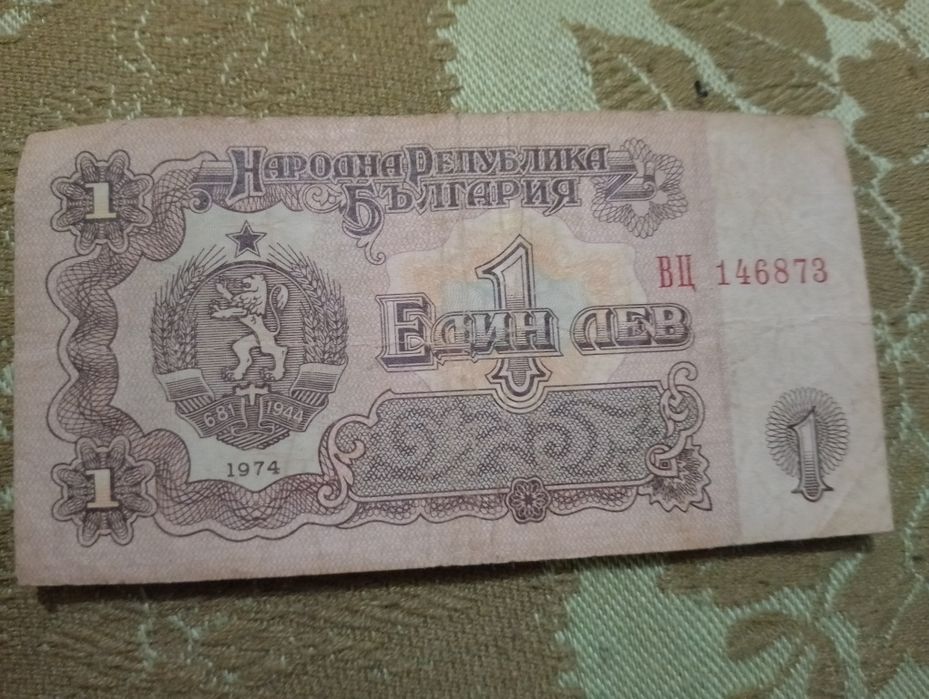 НАРОДНА РЕПУБЛИКА
БЪЛГАРИЯ
1
ВЦ 146873
1
ЕДИН ЛЕВ
681 1944
1974
1
1